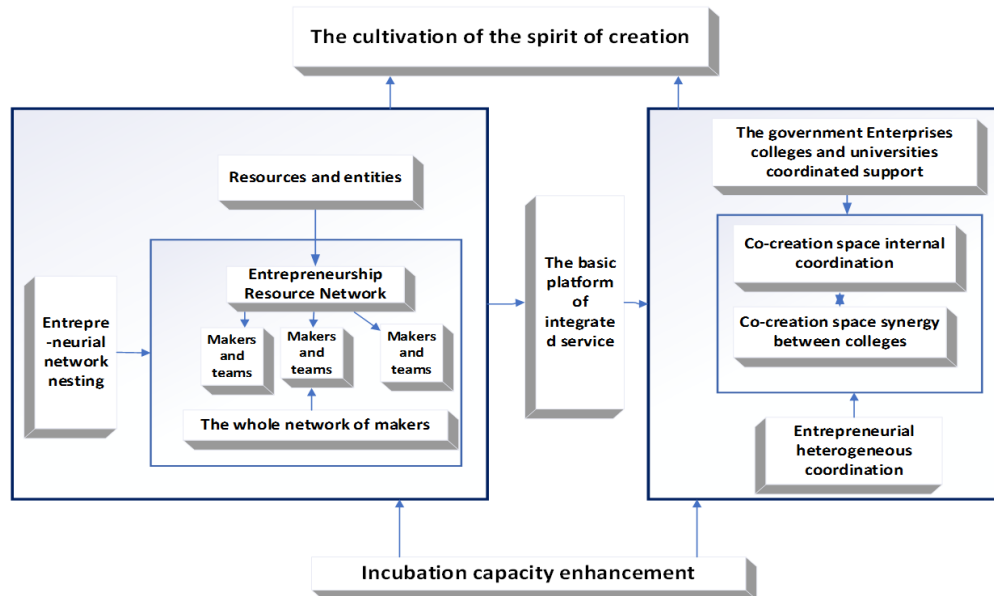 The cultivation of the spirit of creation
Resources and entities
Entrepreneurship
Resource Network
Makers
and teams
Makers
and teams
Makers
and teams
The whole network of makers
Entrepre
-neurial
network
nesting
The basic
platform
of
integrate
d service
The government Enterprises
colleges and universities
coordinated support
Co-creation space internal
coordination
Co-creation space synergy
between colleges
Entrepreneurial
heterogeneous
coordination
Incubation capacity enhancement